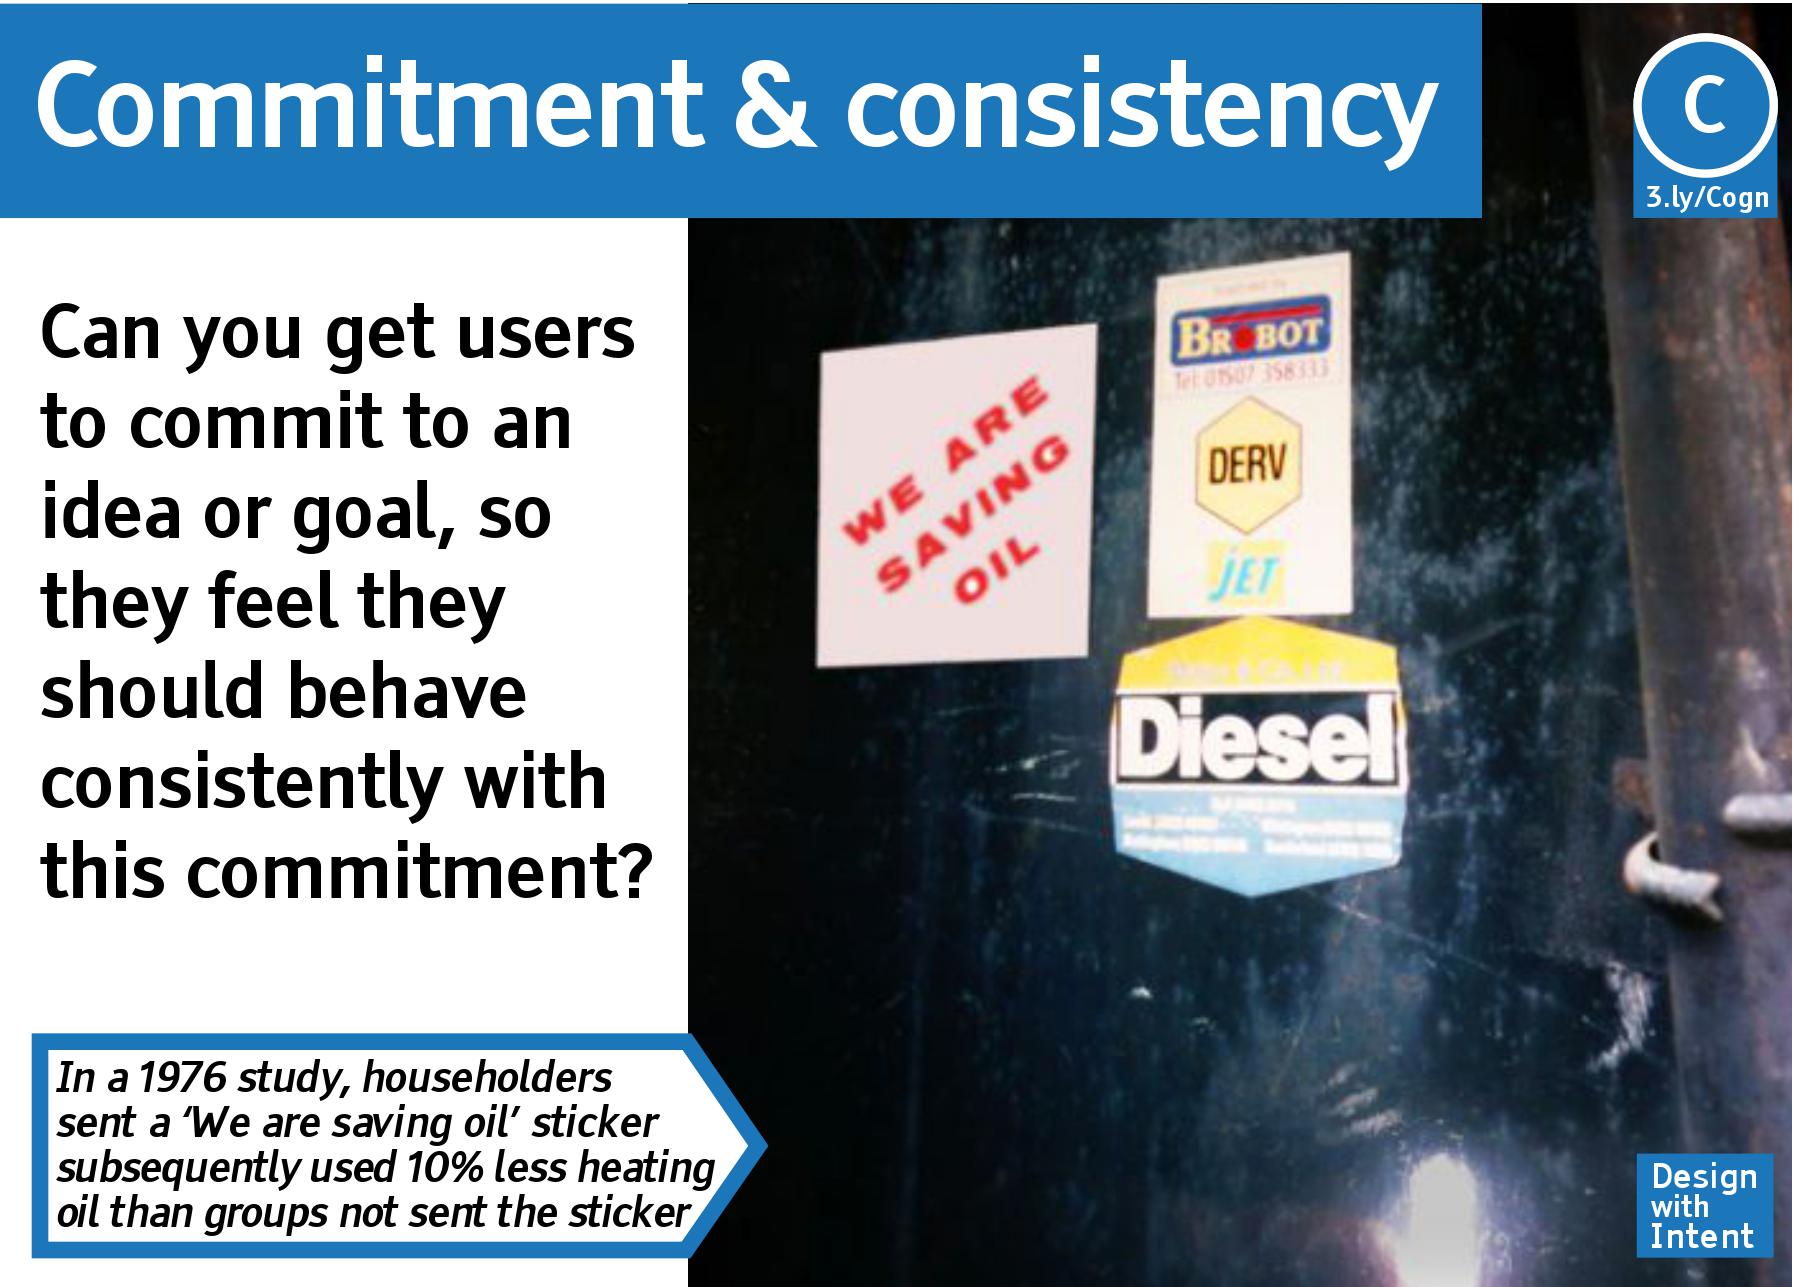 Commitment & consistency
C
3.ly/Cogn
Can you get users
to commit to an
idea or goal, so
they feel they
should behave
consistently with
this commitment?
WE ARE
SAVING
OIL
BROBOT
Tel: 01507 358333
DERV
JET
Diesel
In a 1976 study, householders
sent a ‘We are saving oil’ sticker
subsequently used 10% less heating
oil than groups not sent the sticker
Design
with
Intent